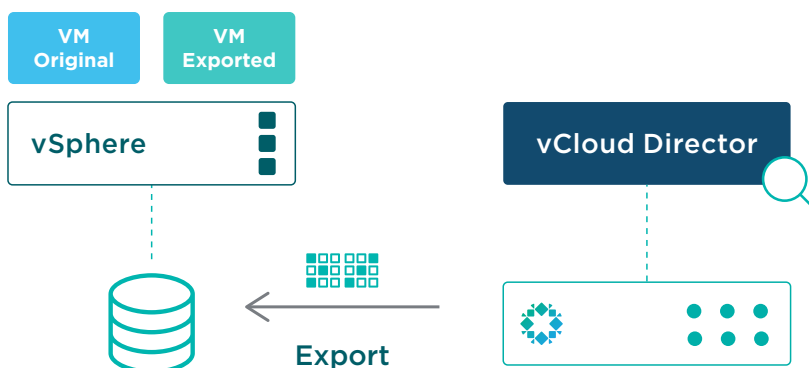 VM
Original
VM
Exported
vSphere
vCloud Director
Export